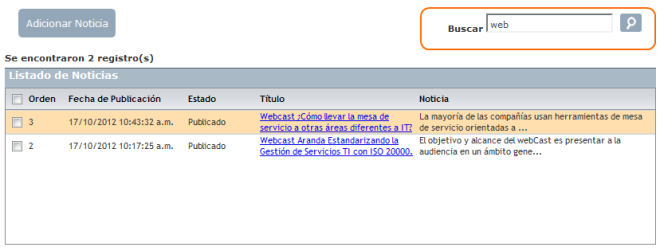 Adicionar Noticia
Buscar web
Se encontraron 2 registro(s)
Listado de Noticias
Orden Fecha de Publicación Estado Título Noticia
3 17/10/2012 10:43:32 a.m. Publicado Webcast ¿Cómo llevar la mesa de La mayoría de las compañías usan herramientas de mesa
servicio a otras áreas diferentes a IT? de servicio orientadas a ...
2 17/10/2012 10:17:25 a.m. Publicado Webcast Aranda Estandarizando la El objetivo y alcance del webCast es presentar a la
Gestión de Servicios TI con ISO 20000. audiencia en un ámbito gene...